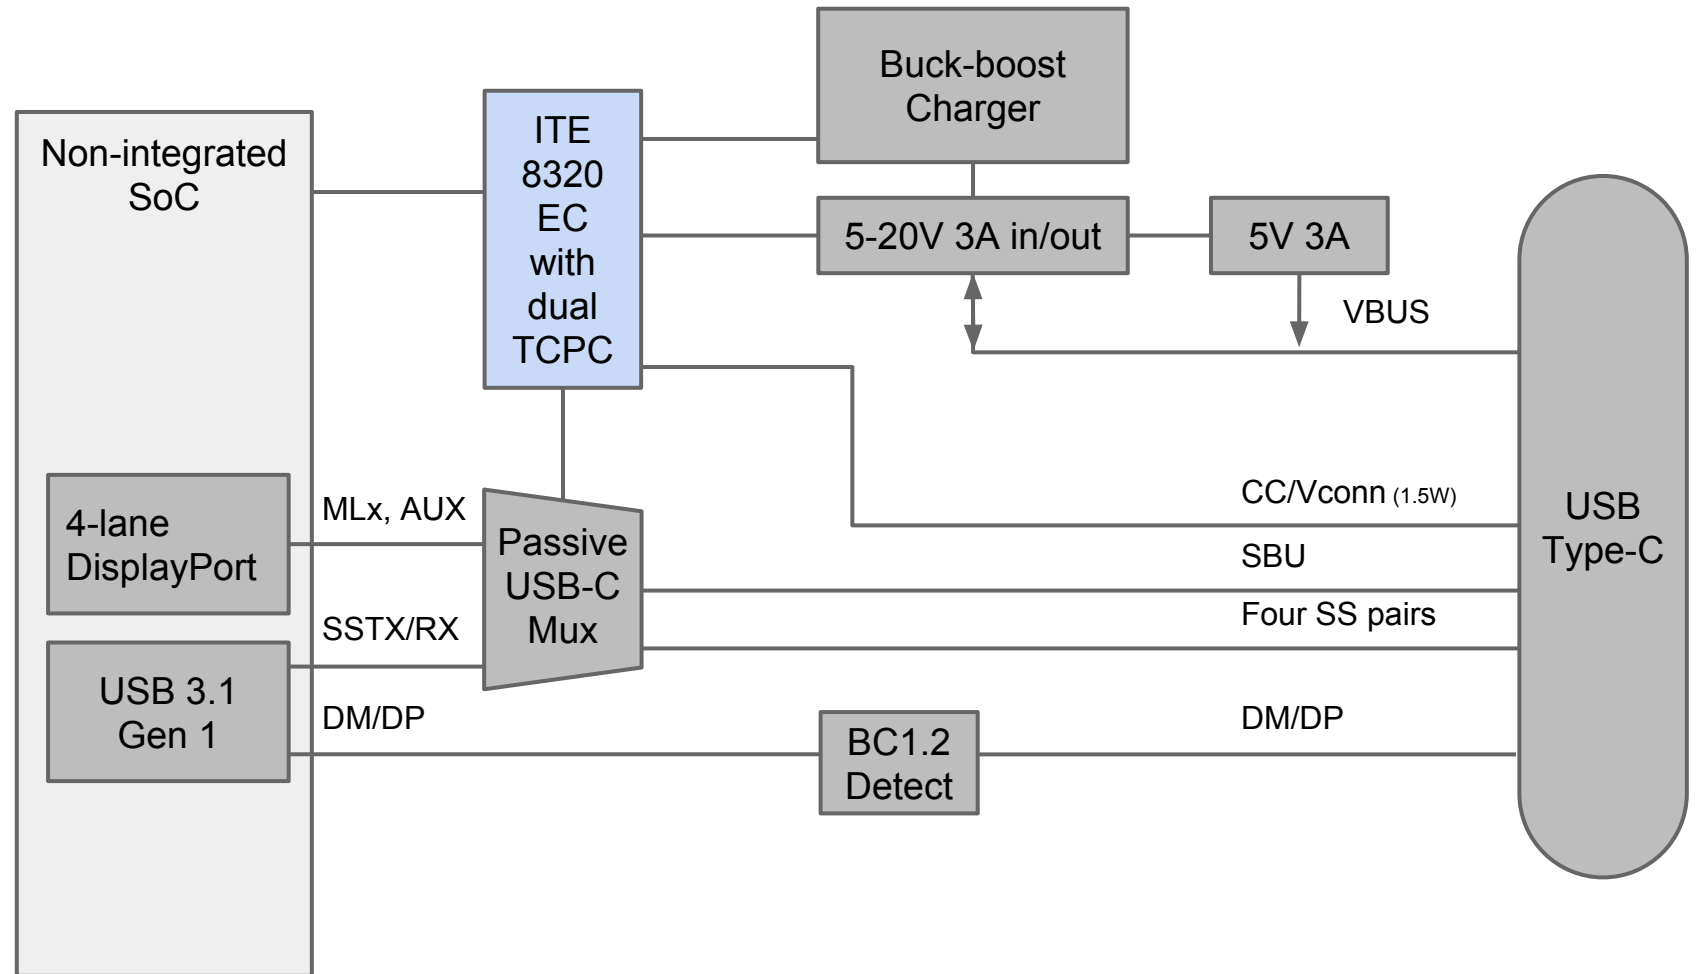 Buck-boost
Charger
Non-integrated
SoC
ITE
8320
EC
with
dual
TCPC
5-20V 3A in/out
5V 3A
VBUS
4-lane
DisplayPort
MLx, AUX
Passive
USB-C
Mux
CC/Vconn (1.5W)
SBU
Four SS pairs
USB
Type-C
SSTX/RX
USB 3.1
Gen 1
DM/DP
BC1.2
Detect
DM/DP